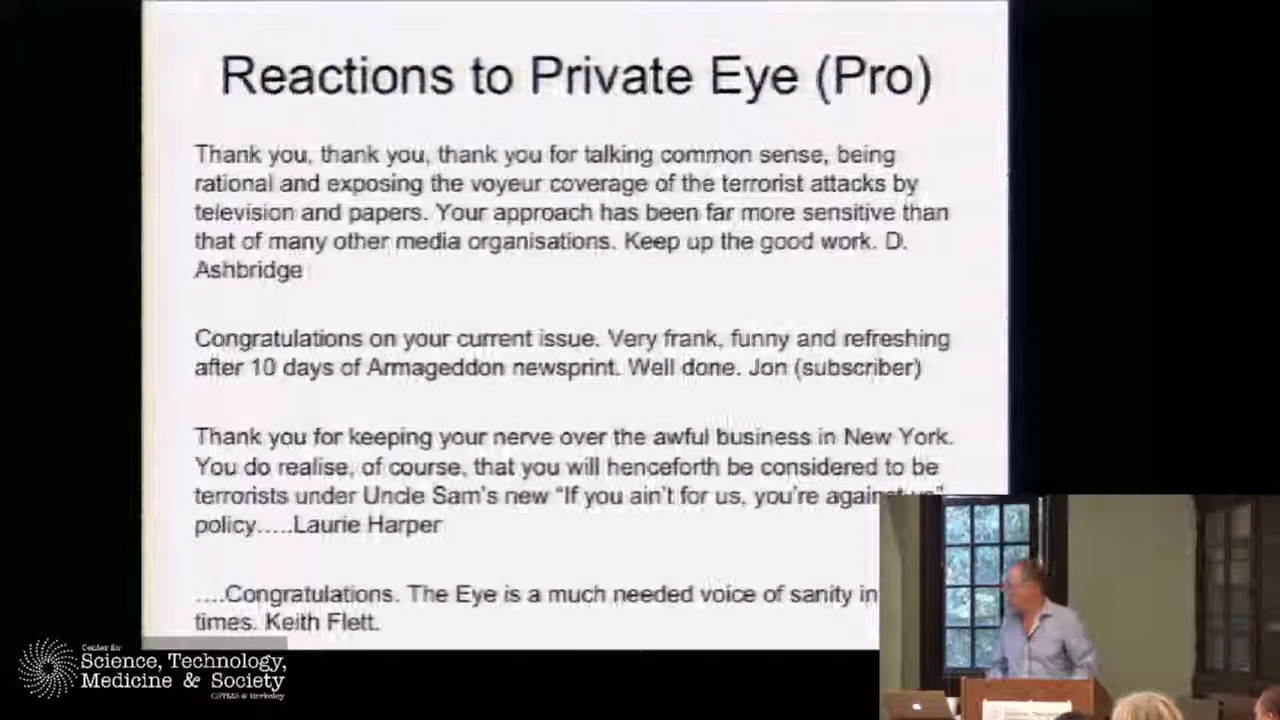 Reactions to Private Eye (Pro)
Thank you, thank you, thank you for talking common sense, being
rational and exposing the voyeur coverage of the terrorist attacks by
television and papers. Your approach has been far more sensitive than
that of many other media organisations. Keep up the good work. D.
Ashbridge
Congratulations on your current issue. Very frank, funny and refreshing
after 10 days of Armageddon newsprint. Well done. Jon (subscriber)
Thank you for keeping your nerve over the awful business in New York.
You do realise, of course, that you will henceforth be considered to be
terrorists under Uncle Sam's new "If you ain't for us, you're against us"
policy.....Laurie Harper
....Congratulations. The Eye is a much needed voice of sanity in
times. Keith Flett.
Center for
Science, Technology,
Medicine & Society
CSTMS @ Berkeley